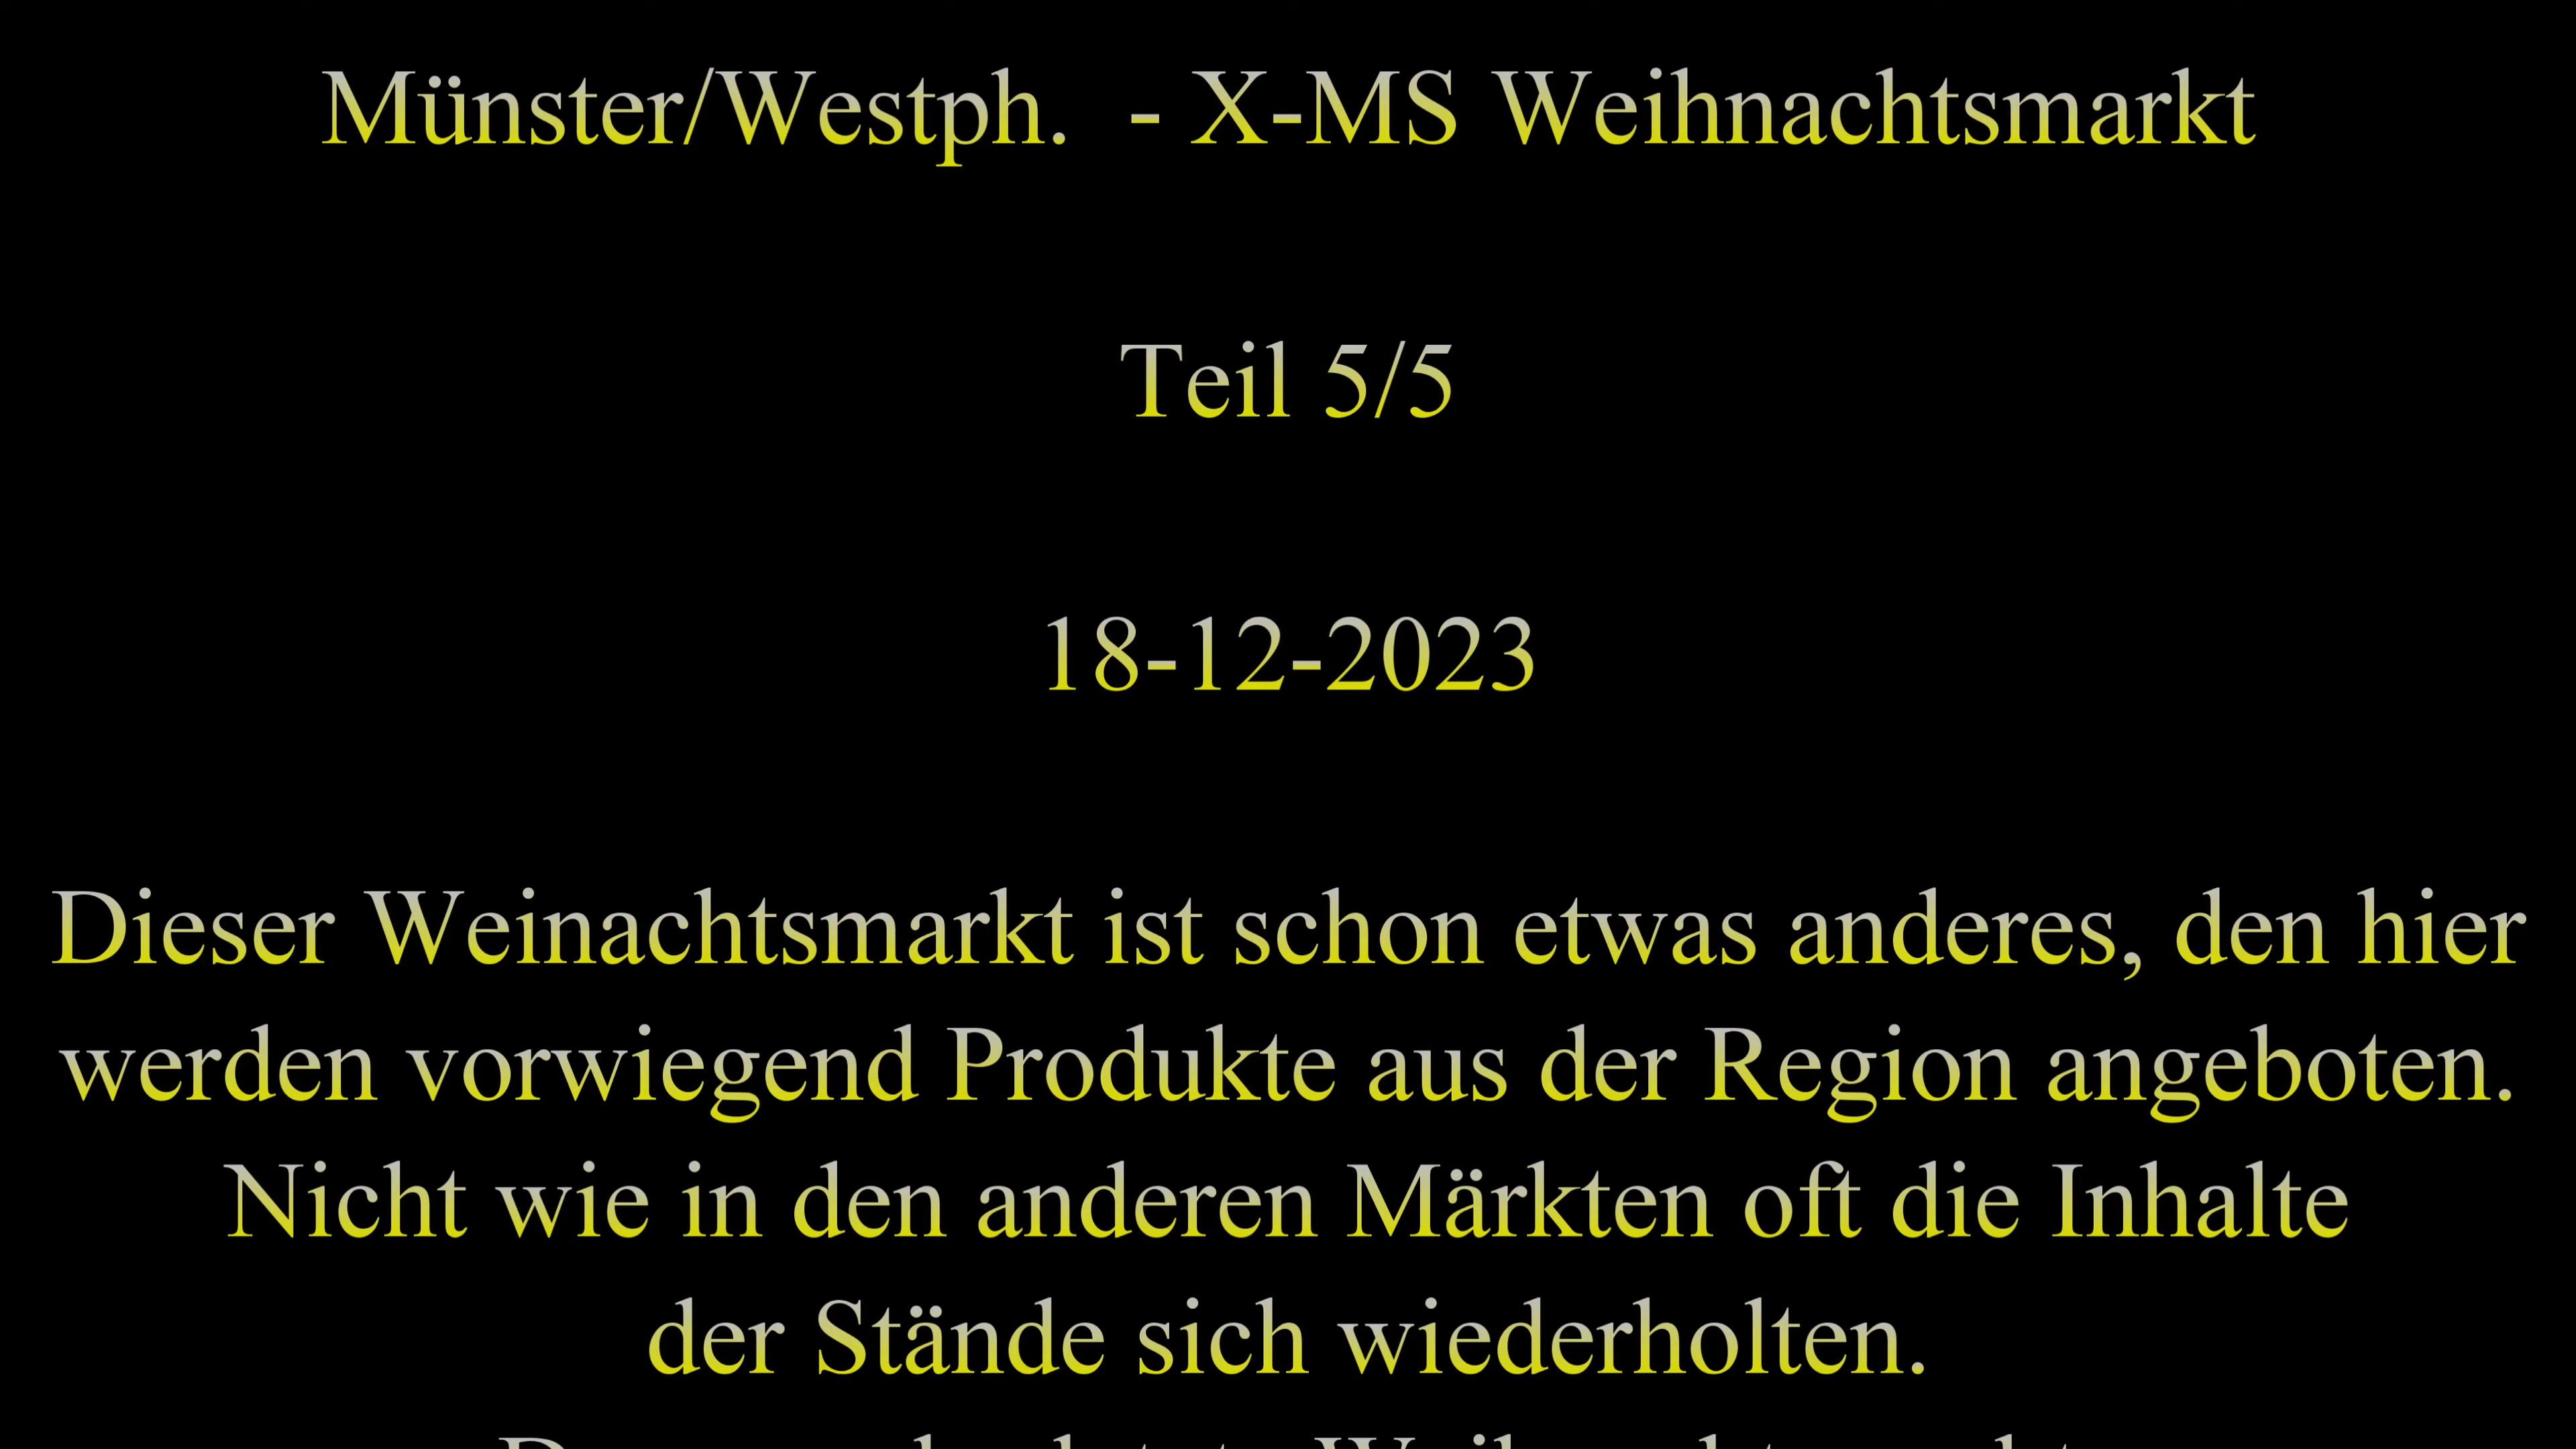 Münster/Westph.  - X-MS Weihnachtsmarkt
Teil 5/5
18-12-2023
Dieser Weinachtsmarkt ist schon etwas anderes, den hier
werden vorwiegend Produkte aus der Region angeboten.
Nicht wie in den anderen Märkten oft die Inhalte
der Stände sich wiederholten.